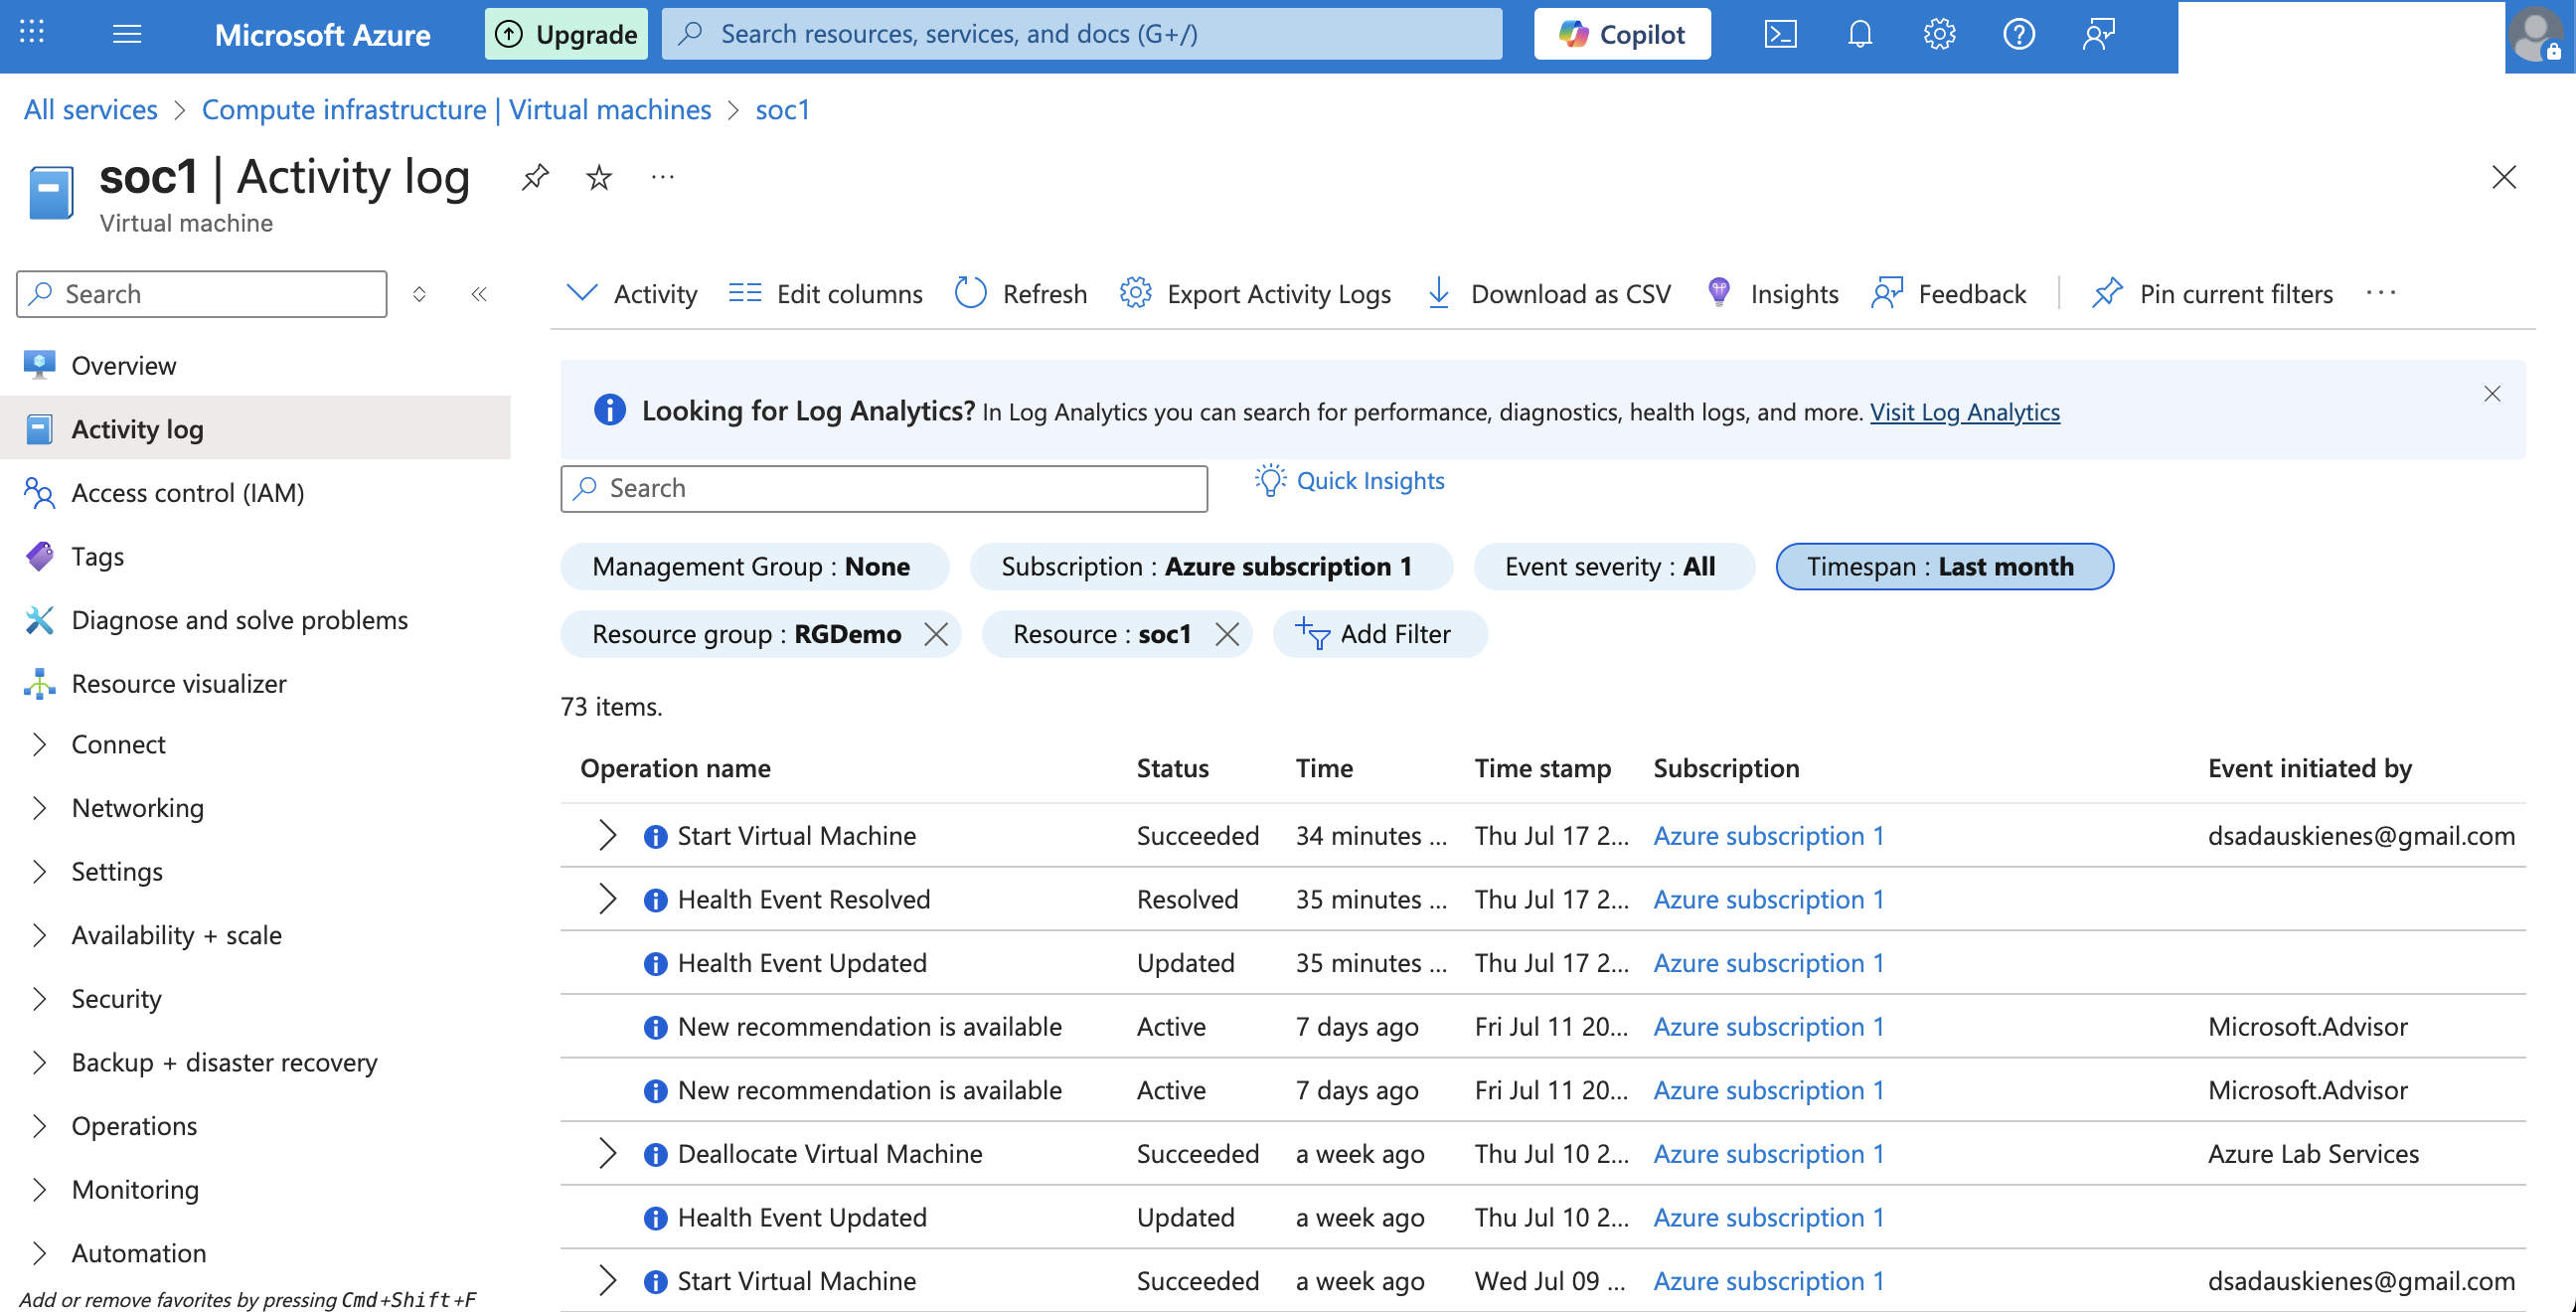 Microsoft Azure Upgrade Search resources, services, and docs (G+/) Copilot
All services > Compute infrastructure | Virtual machines > soc1
soc1 | Activity log ...
Virtual machine
Search
Overview
Activity log
Access control (IAM)
Tags
Diagnose and solve problems
Resource visualizer
Connect
Networking
Settings
Availability + scale
Security
Backup + disaster recovery
Operations
Monitoring
Automation
Add or remove favorites by pressing Cmd+Shift+F
Activity Edit columns Refresh Export Activity Logs Download as CSV Insights Feedback Pin current filters ...
Looking for Log Analytics? In Log Analytics you can search for performance, diagnostics, health logs, and more. Visit Log Analytics
Search Quick Insights
Management Group : None Subscription : Azure subscription 1 Event severity : All Timespan : Last month
Resource group : RGDemo Resource : soc1 Add Filter
73 items.
Operation name Status Time Time stamp Subscription Event initiated by
Start Virtual Machine Succeeded 34 minutes ... Thu Jul 17 2... Azure subscription 1 dsadauskienes@gmail.com
Health Event Resolved Resolved 35 minutes ... Thu Jul 17 2... Azure subscription 1
Health Event Updated Updated 35 minutes ... Thu Jul 17 2... Azure subscription 1
New recommendation is available Active 7 days ago Fri Jul 11 20... Azure subscription 1 Microsoft.Advisor
New recommendation is available Active 7 days ago Fri Jul 11 20... Azure subscription 1 Microsoft.Advisor
Deallocate Virtual Machine Succeeded a week ago Thu Jul 10 2... Azure subscription 1 Azure Lab Services
Health Event Updated Updated a week ago Thu Jul 10 2... Azure subscription 1
Start Virtual Machine Succeeded a week ago Wed Jul 09 ... Azure subscription 1 dsadauskienes@gmail.com